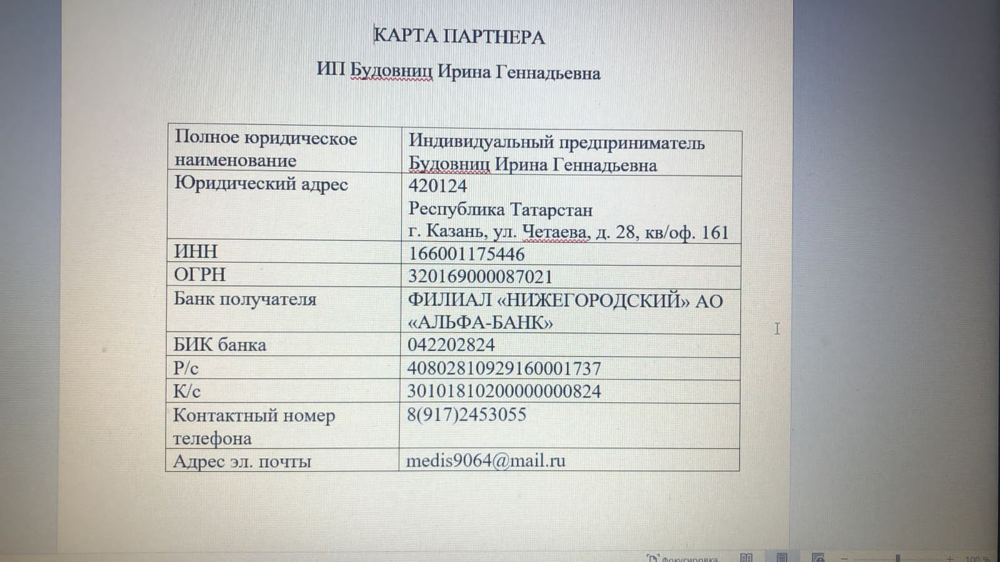 КАРТА ПАРТНЕРА
ИП Будовниц Ирина Геннадьевна
Полное юридическое наименование
Индивидуальный предприниматель
Будовниц Ирина Геннадьевна
Юридический адрес
420124
Республика Татарстан
г. Казань, ул. Четаева, д. 28, кв/оф. 161
ИНН
166001175446
ОГРН
320169000087021
Банк получателя
ФИЛИАЛ «НИЖЕГОРОДСКИЙ» АО
«АЛЬФА-БАНК»
БИК банка
042202824
Р/с
40802810929160001737
К/с
30101810200000000824
Контактный номер
телефона
8(917)2453055
Адрес эл. почты
medis9064@mail.ru
Фокусировка
100 %